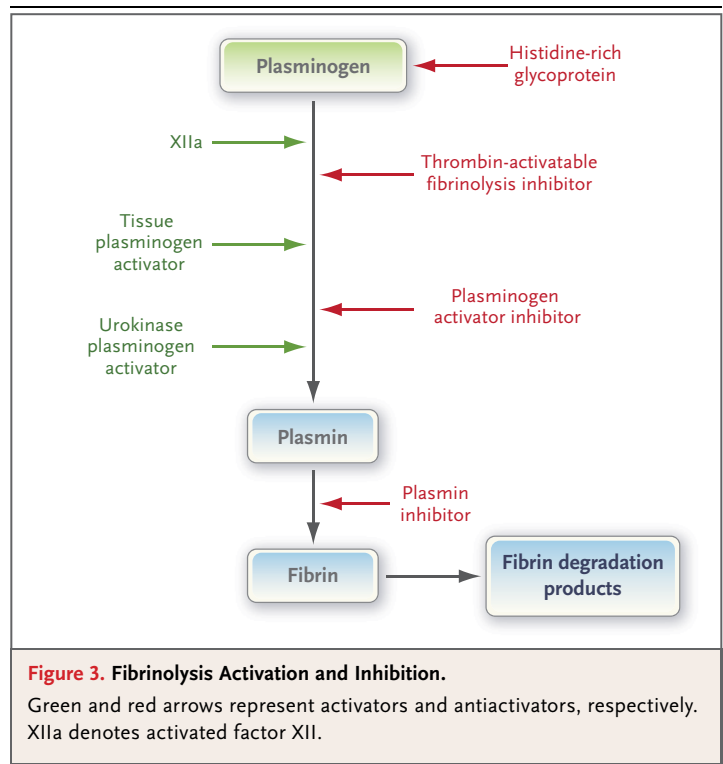 Plasminogen
Histidine-rich
glycoprotein
XIIa
Thrombin-activatable
fibrinolysis inhibitor
Tissue
plasminogen
activator
Plasminogen
activator inhibitor
Urokinase
plasminogen
activator
Plasmin
Plasmin
inhibitor
Fibrin
Fibrin degradation
products
Figure 3. Fibrinolysis Activation and Inhibition.
Green and red arrows represent activators and antiactivators, respectively.
XIIa denotes activated factor XII.